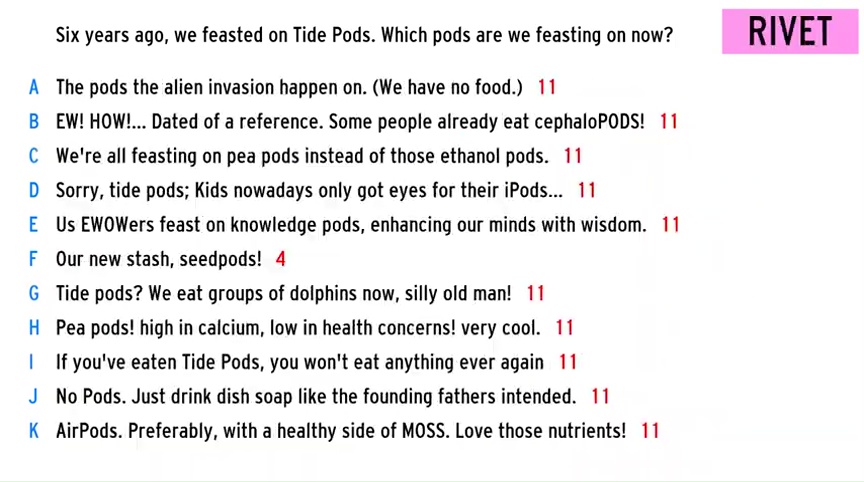 Six years ago, we feasted on Tide Pods. Which pods are we feasting on now?
RIVET
A The pods the alien invasion happen on. (We have no food.) 11
B EW! HOW!... Dated of a reference. Some people already eat cephaloPODS! 11
C We're all feasting on pea pods instead of those ethanol pods. 11
D Sorry, tide pods; Kids nowadays only got eyes for their iPods... 11
E Us EWOWers feast on knowledge pods, enhancing our minds with wisdom. 11
F Our new stash, seedpods! 4
G Tide pods? We eat groups of dolphins now, silly old man! 11
H Pea pods! high in calcium, low in health concerns! very cool. 11
I If you've eaten Tide Pods, you won't eat anything ever again 11
J No Pods. Just drink dish soap like the founding fathers intended. 11
K AirPods. Preferably, with a healthy side of MOSS. Love those nutrients! 11